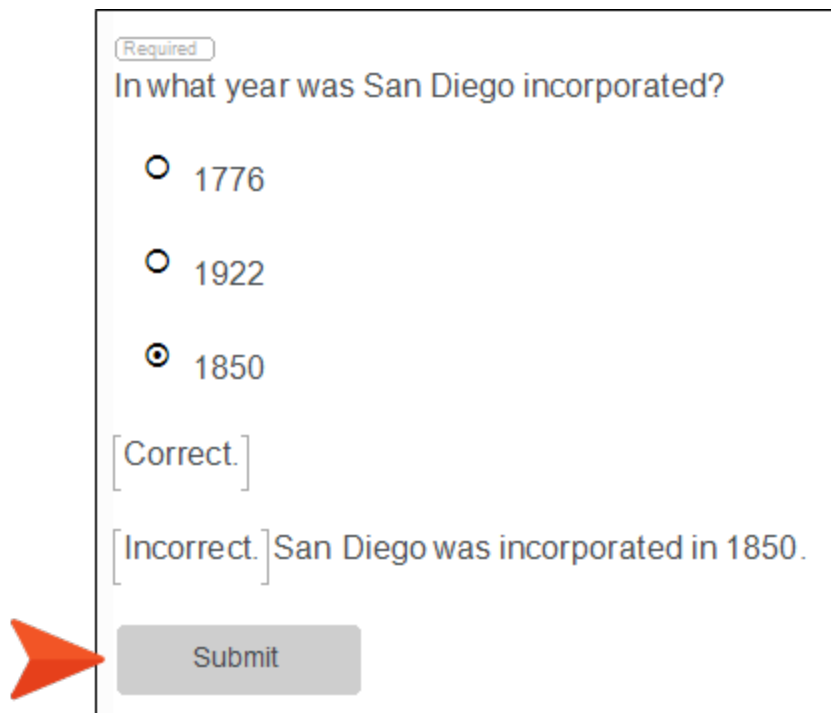 Required
In what year was San Diego incorporated?
1776
1922
1850
[Correct.]
[Incorrect.] San Diego was incorporated in 1850.
Submit